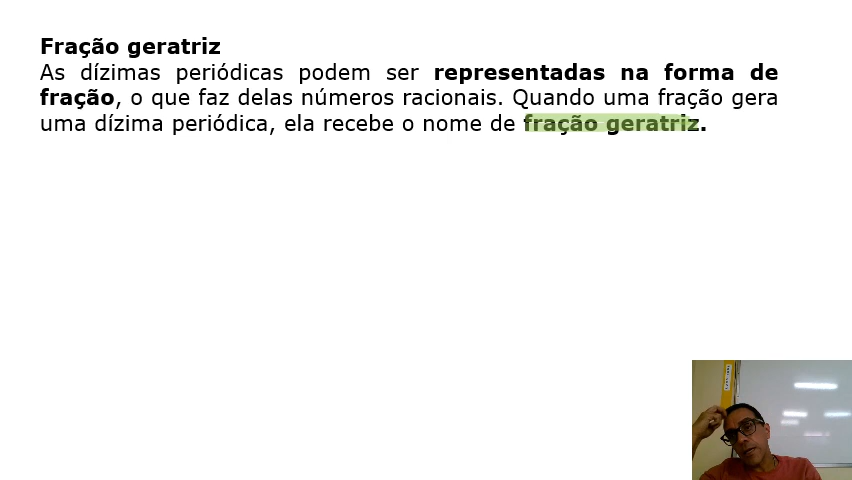 Fração geratriz
As dízimas periódicas podem ser representadas na forma de
fração, o que faz delas números racionais. Quando uma fração gera
uma dízima periódica, ela recebe o nome de fração geratriz.